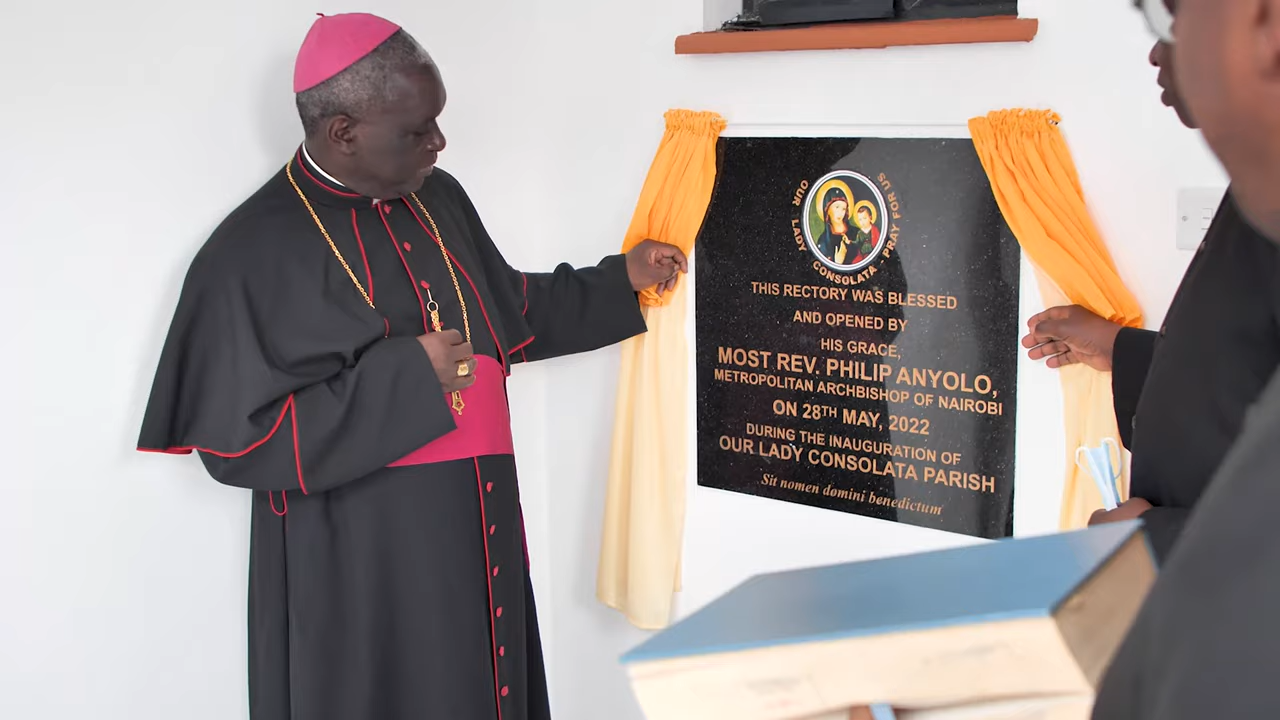 OUR LADY CONSOLATA PRAY FOR US
THIS RECTORY WAS BLESSED
AND OPENED BY
HIS GRACE,
MOST REV. PHILIP ANYOLO,
METROPOLITAN ARCHBISHOP OF NAIROBI
ON 28TH MAY, 2022
DURING THE INAUGURATION OF
OUR LADY CONSOLATA PARISH
Sit nomen domini benedictum